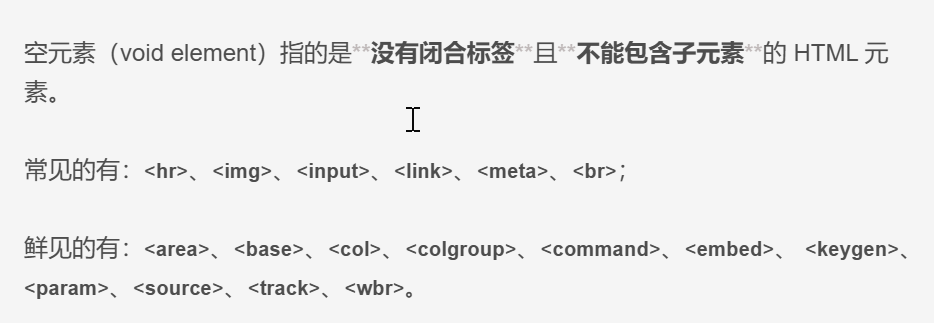 空元素（void element）指的是**没有闭合标签**且**不能包含子元素**的 HTML 元
素。
常见的有：<hr>、<img>、<input>、<link>、<meta>、<br>；
鲜见的有：<area>、<base>、<col>、<colgroup>、<command>、<embed>、 <keygen>、
<param>、<source>、<track>、<wbr>。